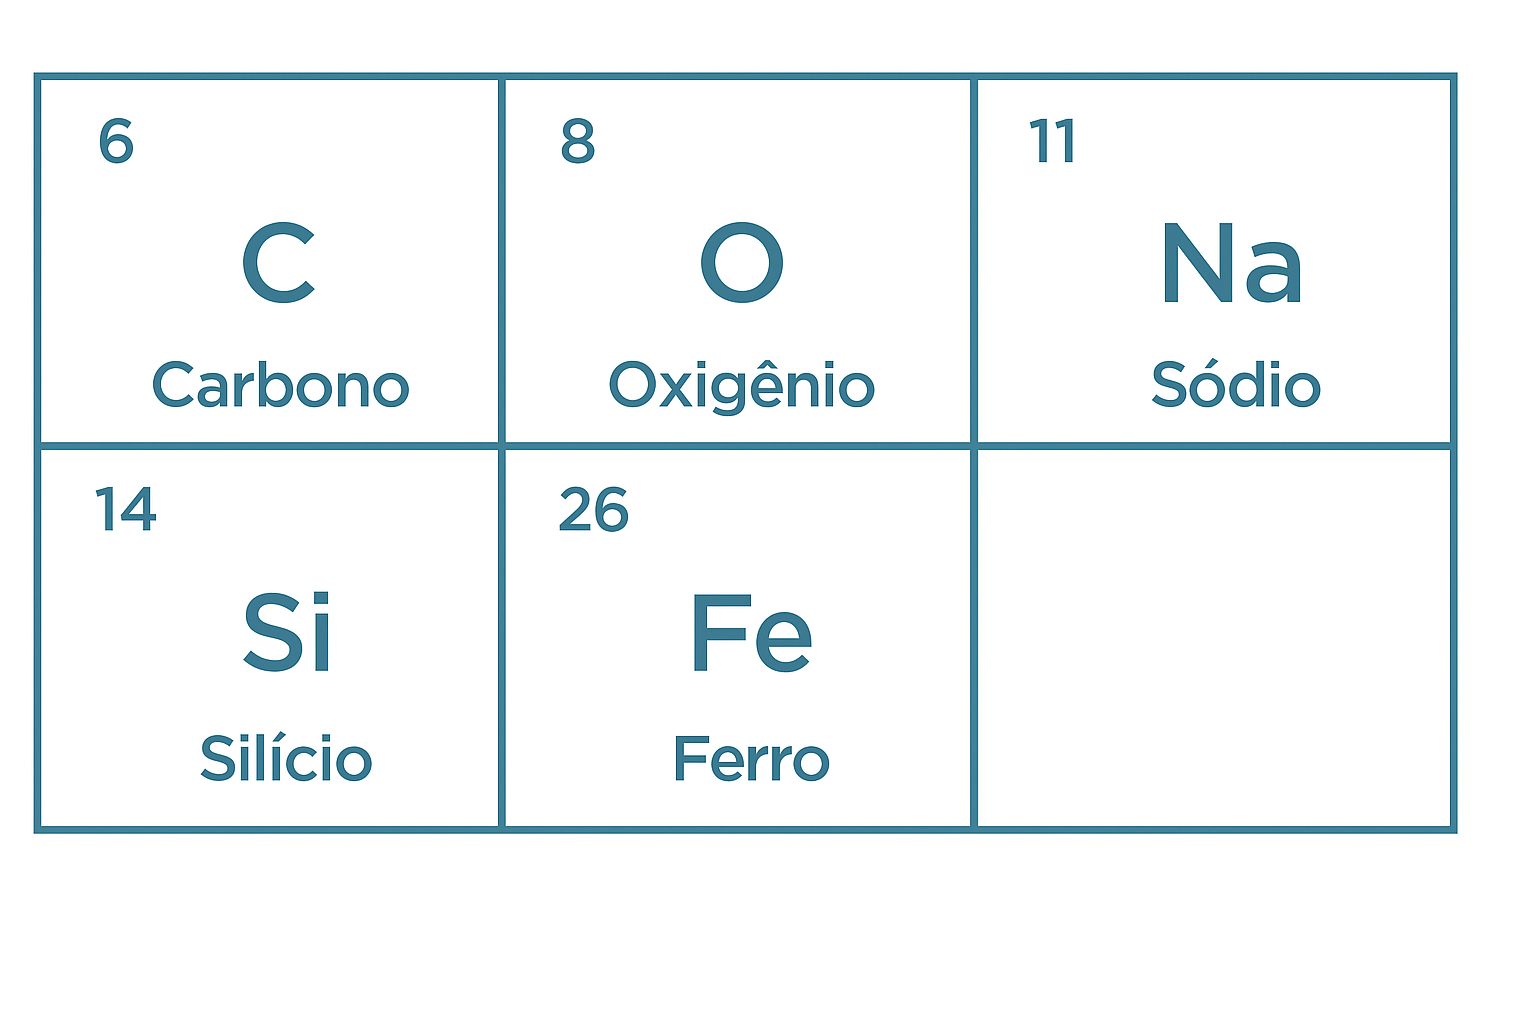 6
C
Carbono
8
O
Oxigênio
11
Na
Sódio
14
Si
Silício
26
Fe
Ferro